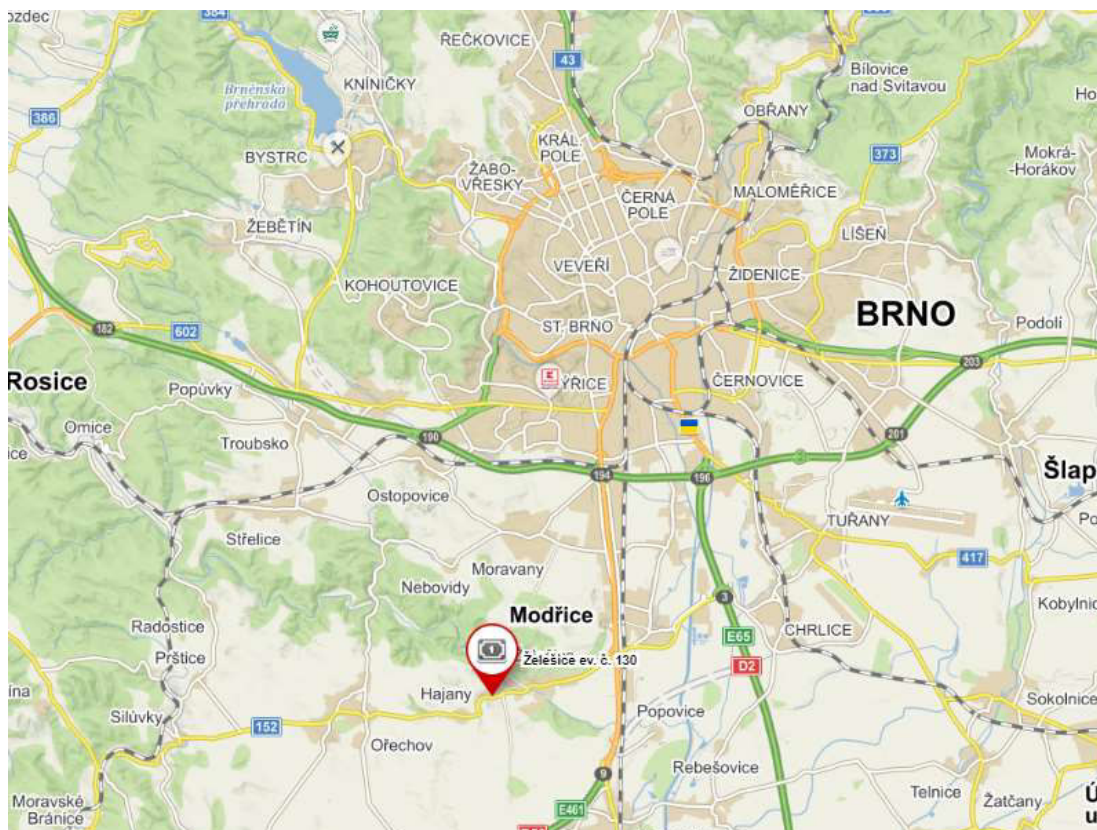 384
ŘEČKOVICE
43
Brněnská
přehrada
KNÍNIČKY
Bílovice
nad Svitavou
386
OBŘANY
KRÁL.
POLE
373
BYSTRC
ŽABO-
VŘESKY
Mokrá-
-Horákov
ČERNÁ
POLE
MALOMĚŘICE
ŽEBĚTÍN
LÍŠEŇ
VEVEŘÍ
ŽIDENICE
KOHOUTOVICE
ST. BRNO
BRNO
182
602
Podolí
203
Rosice
Popůvky
ÝŘICE
ČERNOVICE
Omice
190
201
Troubsko
194
196
Šlap
Ostopovice
TUŘANY
Střelice
Moravany
417
Nebovidy
3
Kobylnic
Modřice
E65
Radostice
CHRLICE
1
Želešice ev. č. 130
Prštice
D2
Hajany
Sokolnice
Silůvky
152
Popovice
Ořechov
Rebešovice
9
Telnice
Moravské
Bránice
E461
Žatčany